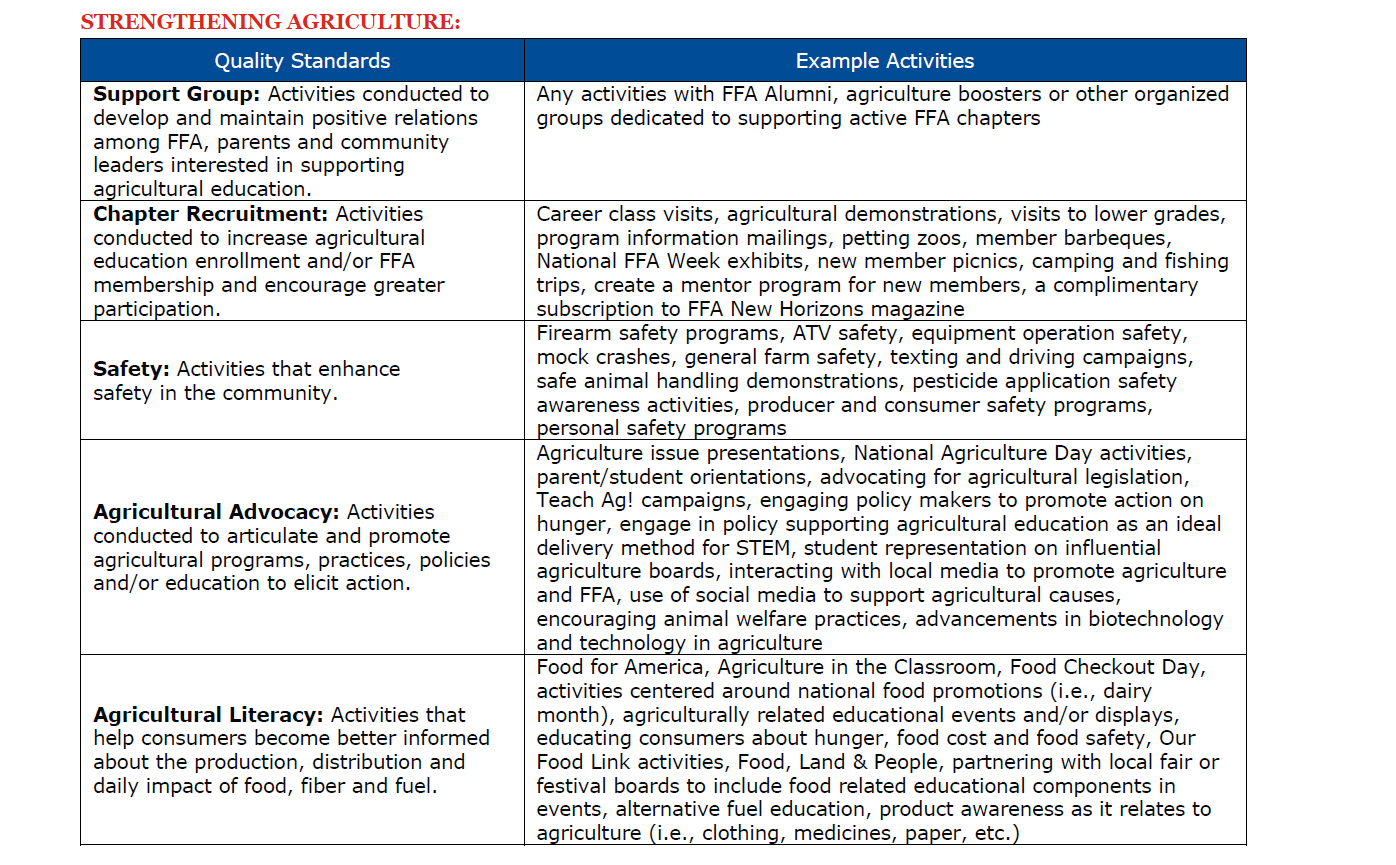 STRENGTHENING AGRICULTURE:
Quality Standards
Example Activities
Support Group: Activities conducted to
develop and maintain positive relations
among FFA, parents and community
leaders interested in supporting
agricultural education.
Any activities with FFA Alumni, agriculture boosters or other organized
groups dedicated to supporting active FFA chapters
Chapter Recruitment: Activities
conducted to increase agricultural
education enrollment and/or FFA
membership and encourage greater
participation.
Career class visits, agricultural demonstrations, visits to lower grades,
program information mailings, petting zoos, member barbeques,
National FFA Week exhibits, new member picnics, camping and fishing
trips, create a mentor program for new members, a complimentary
subscription to FFA New Horizons magazine
Safety: Activities that enhance
safety in the community.
Firearm safety programs, ATV safety, equipment operation safety,
mock crashes, general farm safety, texting and driving campaigns,
safe animal handling demonstrations, pesticide application safety
awareness activities, producer and consumer safety programs,
personal safety programs
Agricultural Advocacy: Activities
conducted to articulate and promote
agricultural programs, practices, policies
and/or education to elicit action.
Agriculture issue presentations, National Agriculture Day activities,
parent/student orientations, advocating for agricultural legislation,
Teach Ag! campaigns, engaging policy makers to promote action on
hunger, engage in policy supporting agricultural education as an ideal
delivery method for STEM, student representation on influential
agriculture boards, interacting with local media to promote agriculture
and FFA, use of social media to support agricultural causes,
encouraging animal welfare practices, advancements in biotechnology
and technology in agriculture
Agricultural Literacy: Activities that
help consumers become better informed
about the production, distribution and
daily impact of food, fiber and fuel.
Food for America, Agriculture in the Classroom, Food Checkout Day,
activities centered around national food promotions (i.e., dairy
month), agriculturally related educational events and/or displays,
educating consumers about hunger, food cost and food safety, Our
Food Link activities, Food, Land & People, partnering with local fair or
festival boards to include food related educational components in
events, alternative fuel education, product awareness as it relates to
agriculture (i.e., clothing, medicines, paper, etc.)